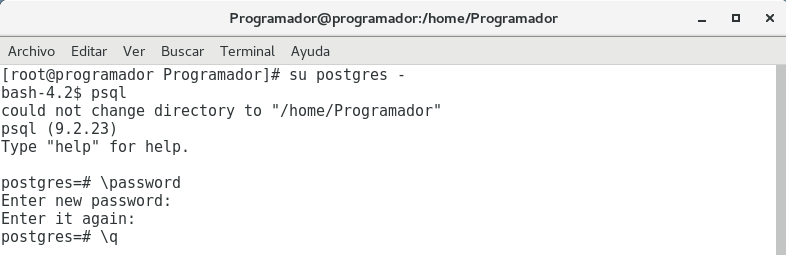 Programador@programador:/home/Programador
Archivo Editar Ver Buscar Terminal Ayuda
[root@programador Programador]# su postgres -
bash-4.2$ psql
could not change directory to "/home/Programador"
psql (9.2.23)
Type "help" for help.
postgres=# \password
Enter new password:
Enter it again:
postgres=# \q